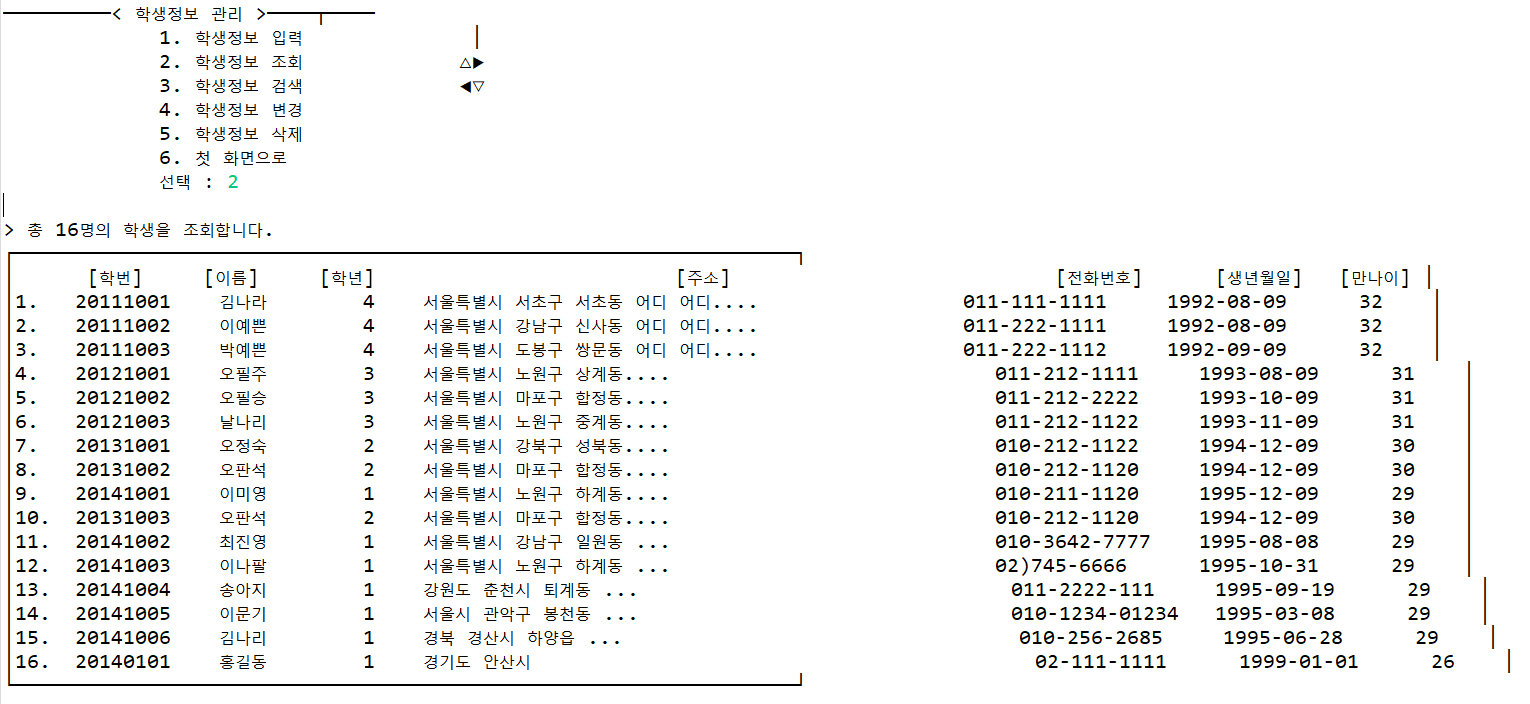 < 학생정보 관리 >
1. 학생정보 입력
2. 학생정보 조회 △▶
3. 학생정보 검색 ◀▽
4. 학생정보 변경
5. 학생정보 삭제
6. 첫 화면으로
선택 : 2
> 총 16명의 학생을 조회합니다.
[학번] [이름] [학년] [주소] [전화번호] [생년월일] [만나이]
1. 20111001 김나라 4 서울특별시 서초구 서초동 어디 어디.... 011-111-1111 1992-08-09 32
2. 20111002 이예쁜 4 서울특별시 강남구 신사동 어디 어디.... 011-222-1111 1992-08-09 32
3. 20111003 박예쁜 4 서울특별시 도봉구 쌍문동 어디 어디.... 011-222-1112 1992-09-09 32
4. 20121001 오필주 3 서울특별시 노원구 상계동.... 011-212-1111 1993-08-09 31
5. 20121002 오필승 3 서울특별시 마포구 합정동.... 011-212-2222 1993-10-09 31
6. 20121003 날나리 3 서울특별시 노원구 중계동.... 011-212-1122 1993-11-09 31
7. 20131001 오정숙 2 서울특별시 강북구 성북동.... 010-212-1122 1994-12-09 30
8. 20131002 오판석 2 서울특별시 마포구 합정동.... 010-212-1120 1994-12-09 30
9. 20141001 이미영 1 서울특별시 노원구 하계동.... 010-211-1120 1995-12-09 29
10. 20131003 오판석 2 서울특별시 마포구 합정동.... 010-212-1120 1994-12-09 30
11. 20141002 최진영 1 서울특별시 강남구 일원동 ... 010-3642-7777 1995-08-08 29
12. 20141003 이나팔 1 서울특별시 노원구 하계동 ... 02)745-6666 1995-10-31 29
13. 20141004 송아지 1 강원도 춘천시 퇴계동 ... 011-2222-111 1995-09-19 29
14. 20141005 이문기 1 서울시 관악구 봉천동 ... 010-1234-01234 1995-03-08 29
15. 20141006 김나리 1 경북 경산시 하양읍 ... 010-256-2685 1995-06-28 29
16. 20140101 홍길동 1 경기도 안산시 02-111-1111 1999-01-01 26